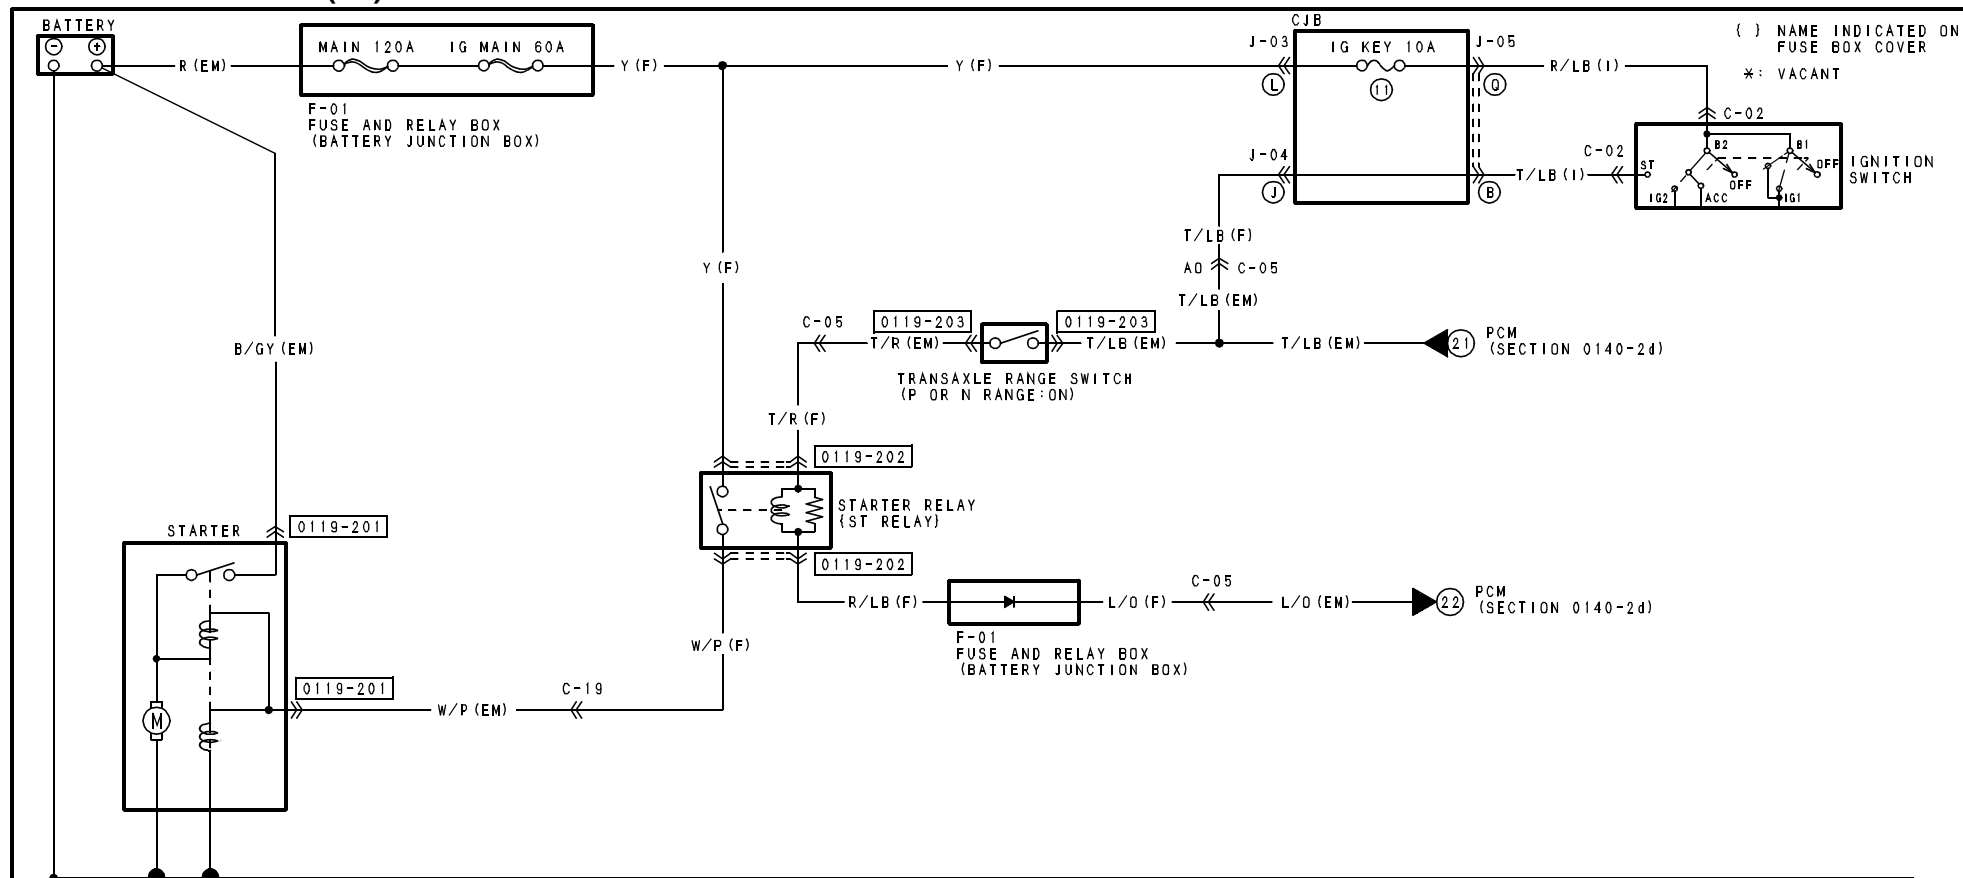 BATTERY
- +
R (EM)
MAIN 120A IG MAIN 60A
Y (F)
F-01
FUSE AND RELAY BOX
(BATTERY JUNCTION BOX)
Y (F)
CJB
J-03
IG KEY 10A
J-05
L
11
Q
R/LB (I)
{ } NAME INDICATED ON
FUSE BOX COVER
*: VACANT
C-02
J-04
J
B
T/LB (I)
C-02
ST
B2
B1
OFF
OFF
IG2
ACC
IG1
IGNITION
SWITCH
T/LB (F)
A0 C-05
T/LB (EM)
Y (F)
B/GY (EM)
C-05
0119-203
0119-203
T/R (EM)
T/LB (EM)
T/LB (EM)
21
PCM
(SECTION 0140-2d)
TRANSAXLE RANGE SWITCH
(P OR N RANGE:ON)
T/R (F)
0119-202
STARTER RELAY
{ST RELAY}
0119-202
STARTER
0119-201
R/LB (F)
L/O (F)
C-05
L/O (EM)
22
PCM
(SECTION 0140-2d)
F-01
FUSE AND RELAY BOX
(BATTERY JUNCTION BOX)
W/P (F)
0119-201
C-19
W/P (EM)
M